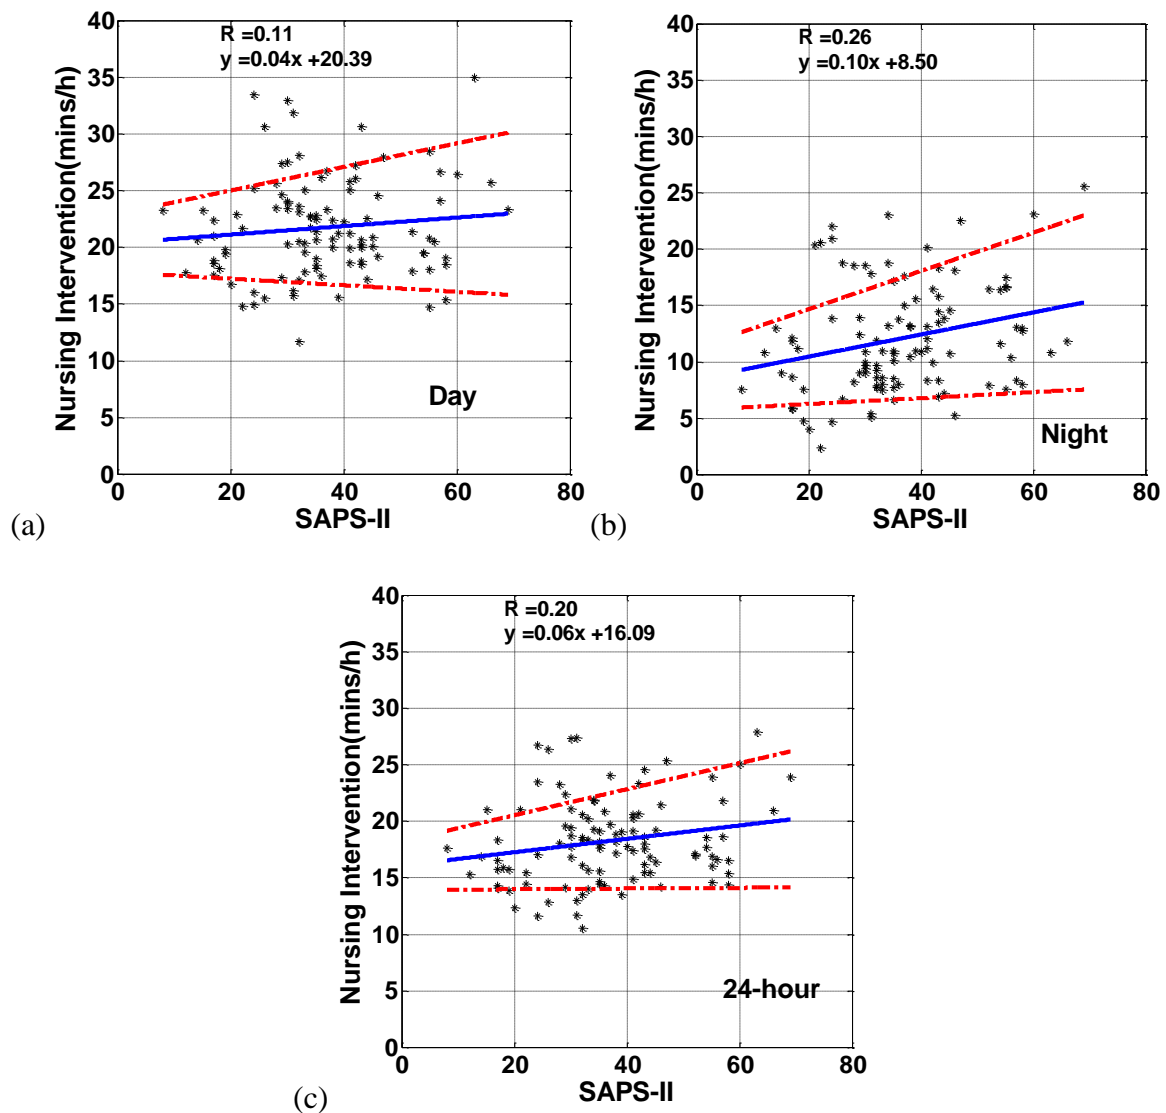 R =0.11
y =0.04x +20.39
Nursing Intervention(mins/h)
40
35
30
25
20
15
10
5
0
0 20 40 60 80
SAPS-II
Day
(a)
R =0.26
y =0.10x +8.50
Nursing Intervention(mins/h)
40
35
30
25
20
15
10
5
0
0 20 40 60 80
SAPS-II
Night
(b)
R =0.20
y =0.06x +16.09
Nursing Intervention(mins/h)
40
35
30
25
20
15
10
5
0
0 20 40 60 80
SAPS-II
24-hour
(c)